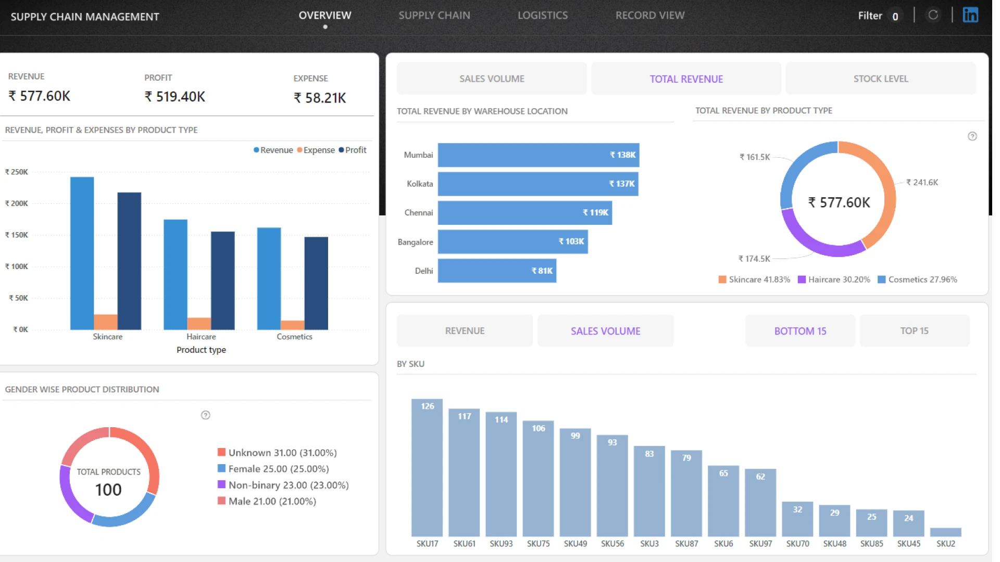 SUPPLY CHAIN MANAGEMENT
OVERVIEW
SUPPLY CHAIN
LOGISTICS
RECORD VIEW
Filter 0
in
REVENUE
₹ 577.60K
PROFIT
₹ 519.40K
EXPENSE
₹ 58.21K
REVENUE, PROFIT & EXPENSES BY PRODUCT TYPE
Revenue Expense Profit
₹ 250K
₹ 200K
₹ 150K
₹ 100K
₹ 50K
₹ 0K
Skincare
Haircare
Cosmetics
Product type
GENDER WISE PRODUCT DISTRIBUTION
?
TOTAL PRODUCTS
100
Unknown 31.00 (31.00%)
Female 25.00 (25.00%)
Non-binary 23.00 (23.00%)
Male 21.00 (21.00%)
SALES VOLUME
TOTAL REVENUE
STOCK LEVEL
TOTAL REVENUE BY WAREHOUSE LOCATION
Mumbai ₹ 138K
Kolkata ₹ 137K
Chennai ₹ 119K
Bangalore ₹ 103K
Delhi ₹ 81K
TOTAL REVENUE BY PRODUCT TYPE
?
₹ 161.5K
₹ 241.6K
₹ 577.60K
₹ 174.5K
Skincare 41.83% Haircare 30.20% Cosmetics 27.96%
REVENUE
SALES VOLUME
BOTTOM 15
TOP 15
BY SKU
126
117
114
106
99
93
83
79
65
62
32
29
25
24
SKU17
SKU61
SKU93
SKU75
SKU49
SKU56
SKU3
SKU87
SKU6
SKU97
SKU70
SKU48
SKU85
SKU45
SKU2